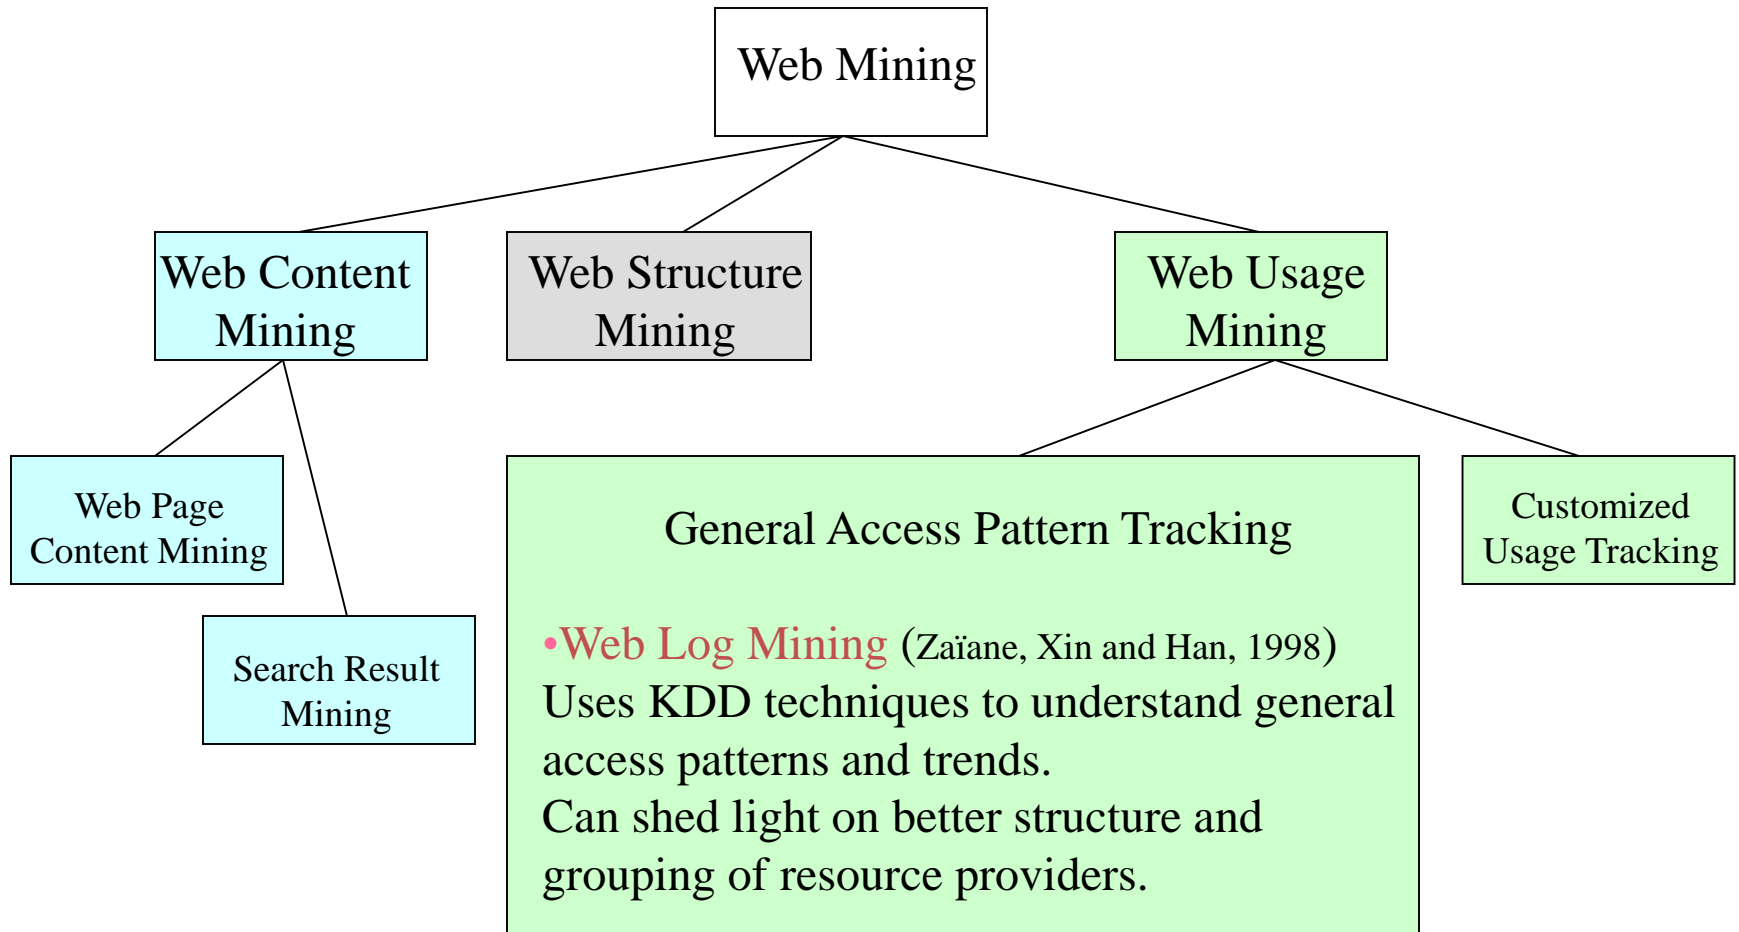 Web Mining
Web Content
Mining
Web Structure
Mining
Web Usage
Mining
Web Page
Content Mining
Search Result
Mining
General Access Pattern Tracking
•Web Log Mining (Zaïane, Xin and Han, 1998)
Uses KDD techniques to understand general
access patterns and trends.
Can shed light on better structure and
grouping of resource providers.
Customized
Usage Tracking